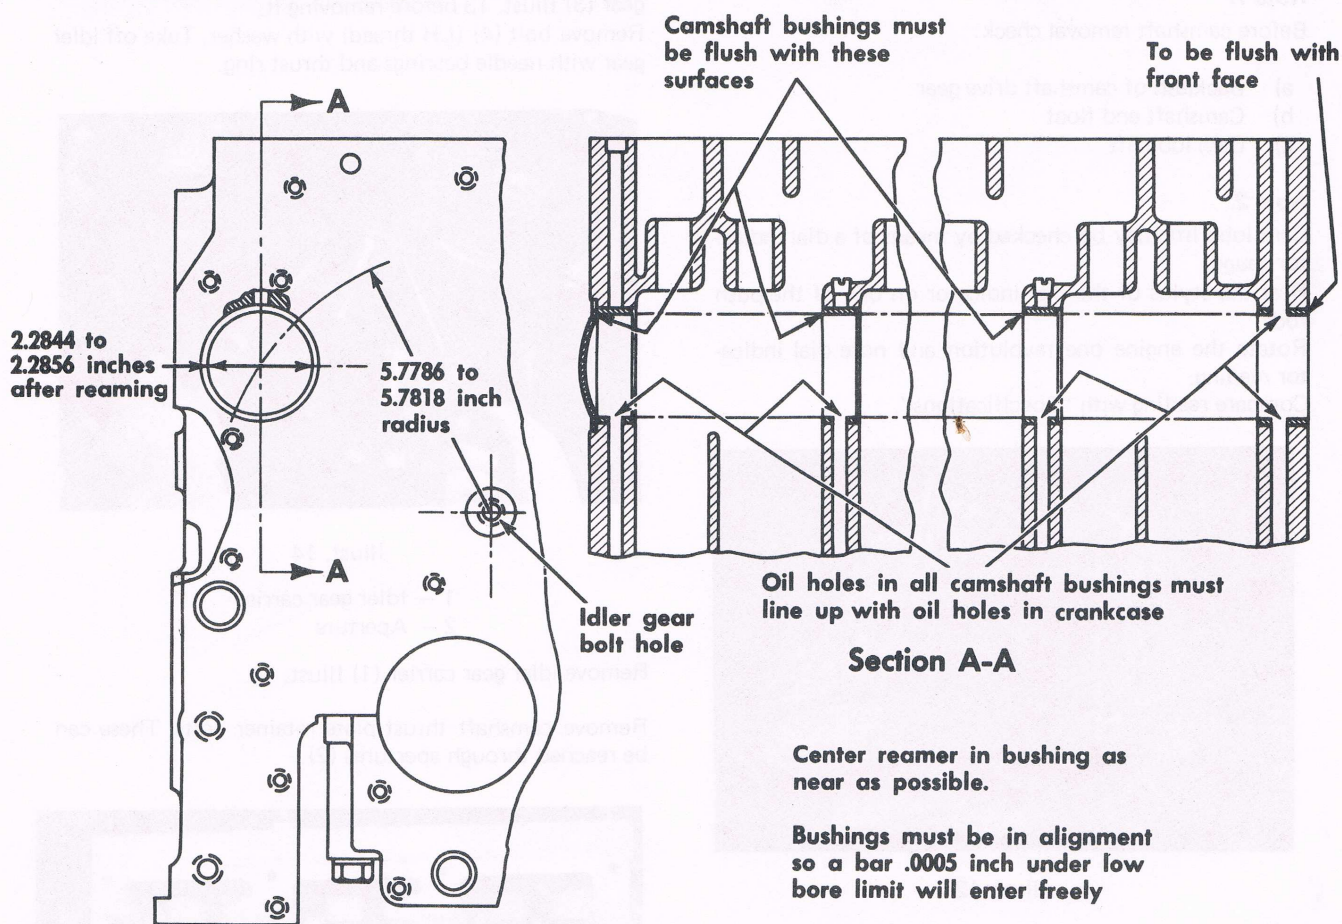 Camshaft bushings must
be flush with these
surfaces
To be flush with
front face
A
2.2844 to
2.2856 inches
after reaming
5.7786 to
5.7818 inch
radius
A
Idler gear
bolt hole
Oil holes in all camshaft bushings must
line up with oil holes in crankcase
Section A-A
Center reamer in bushing as
near as possible.
Bushings must be in alignment
so a bar .0005 inch under low
bore limit will enter freely